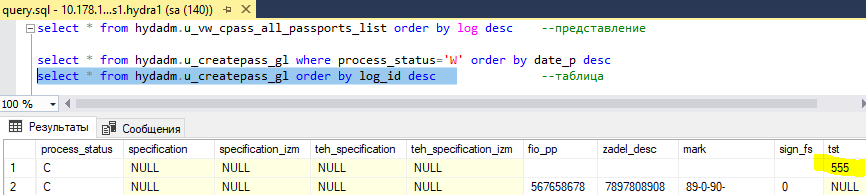 query.sql - 10.178.1...s1.hydra1 (sa (140))
select * from hydadm.u_vw_cpass_all_passports_list order by log desc --представление
select * from hydadm.u_createpass_gl where process_status='W' order by date_p desc
select * from hydadm.u_createpass_gl order by log_id desc --таблица
100 %
Результаты Сообщения
process_status specification specification_izm teh_specification teh_specification_izm fio_pp zadel_desc mark sign_fs tst
1 C NULL NULL NULL NULL 555
2 C NULL NULL NULL NULL 567658678 7897808908 89-0-90- 0 NULL